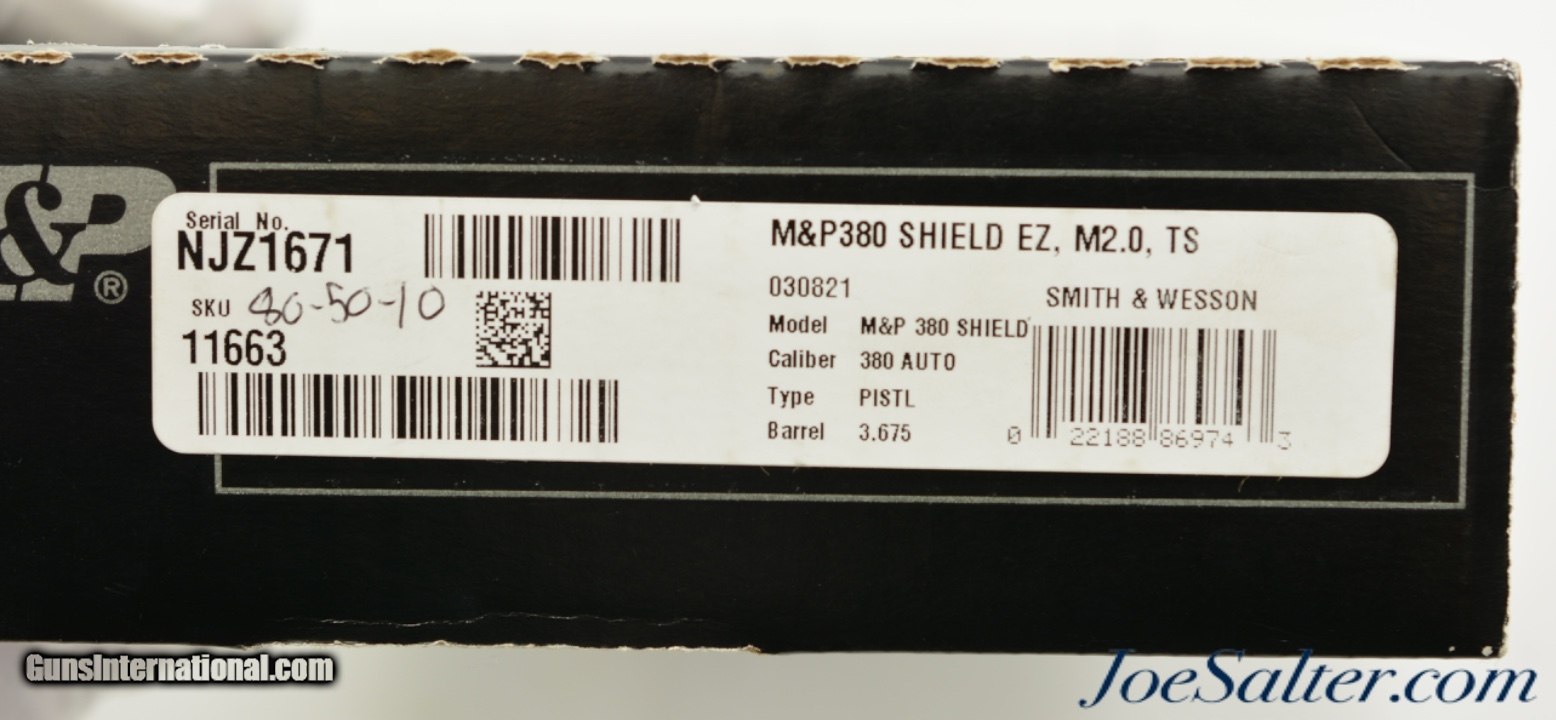 &P®
Serial No.
NJZ1671
SKU 80-50-10
11663
M&P380 SHIELD EZ, M2.0, TS
030821
SMITH & WESSON
Model M&P 380 SHIELD
Caliber 380 AUTO
Type PISTL
Barrel 3.675
0 22188 86974 3
GunsInternational.com
JoeSalter.com